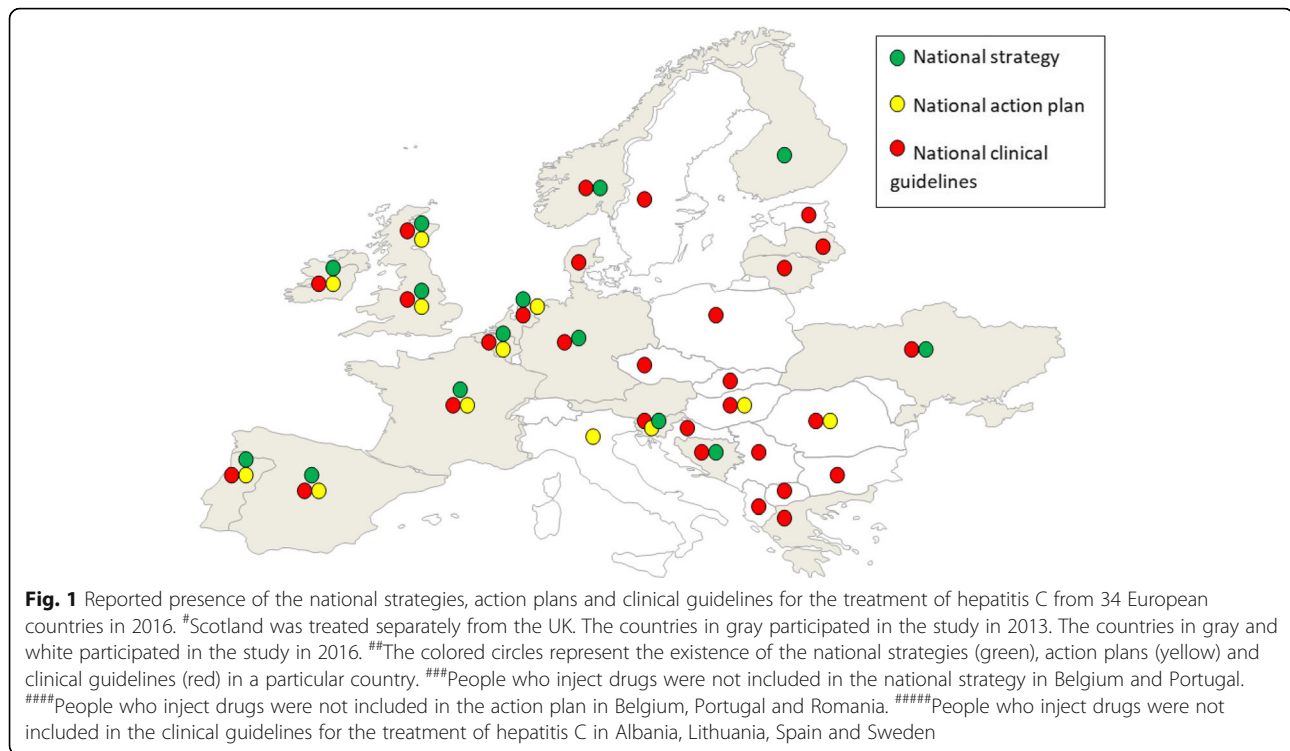 National strategy
National action plan
National clinical
guidelines
Fig. 1 Reported presence of the national strategies, action plans and clinical guidelines for the treatment of hepatitis C from 34 European
countries in 2016. #Scotland was treated separately from the UK. The countries in gray participated in the study in 2013. The countries in gray and
white participated in the study in 2016. ##The colored circles represent the existence of the national strategies (green), action plans (yellow) and
clinical guidelines (red) in a particular country. ###People who inject drugs were not included in the national strategy in Belgium and Portugal.
####People who inject drugs were not included in the action plan in Belgium, Portugal and Romania. #####People who inject drugs were not
included in the clinical guidelines for the treatment of hepatitis C in Albania, Lithuania, Spain and Sweden